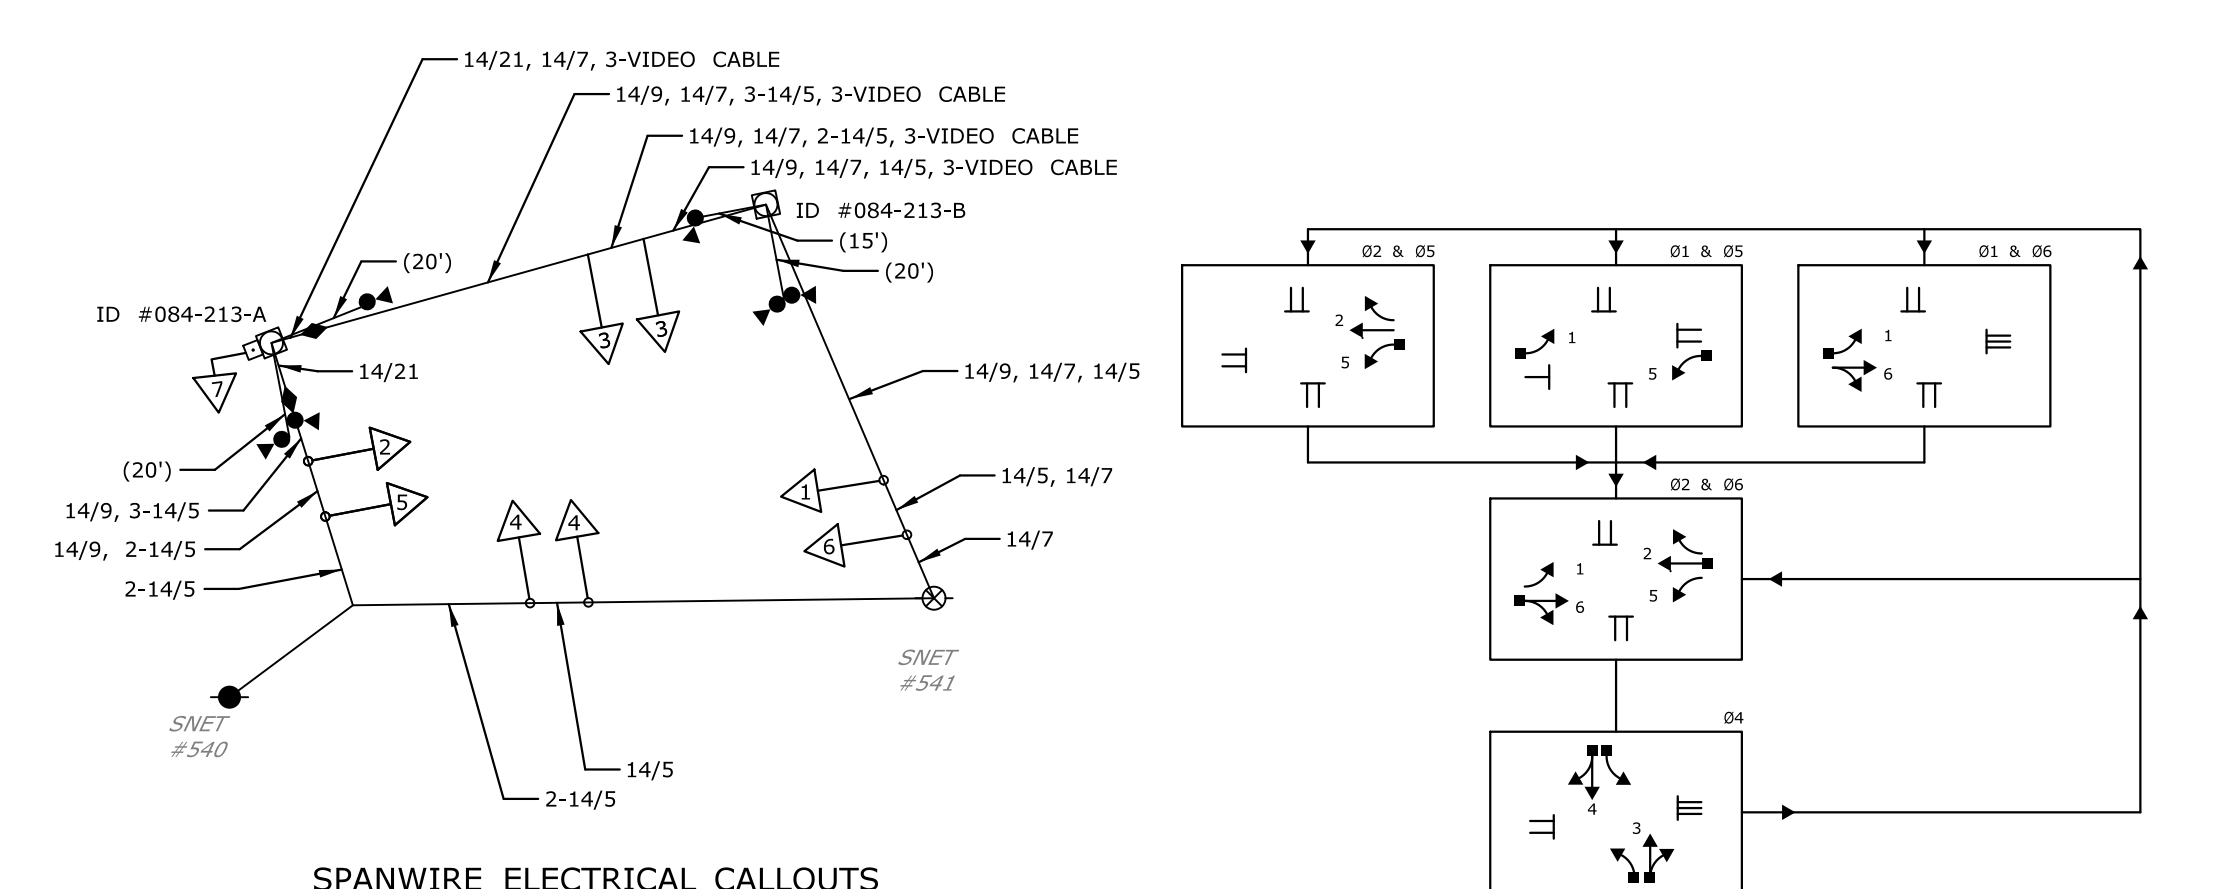 14/21, 14/7, 3-VIDEO CABLE
14/9, 14/7, 3-14/5, 3-VIDEO CABLE
14/9, 14/7, 2-14/5, 3-VIDEO CABLE
14/9, 14/7, 14/5, 3-VIDEO CABLE
ID #084-213-B
(15')
(20')
(20')
ID #084-213-A
3
3
7
14/21
14/9, 14/7, 14/5
2
(20')
14/5, 14/7
1
5
14/9, 3-14/5
4
4
6
14/7
14/9, 2-14/5
2-14/5
SNET
#541
SNET
#540
14/5
2-14/5
SPANWIRE ELECTRICAL CALLOUTS
Ø2 & Ø5
2
5
Ø1 & Ø5
1
5
Ø1 & Ø6
1
6
Ø2 & Ø6
2
1
5
6
Ø4
4
3